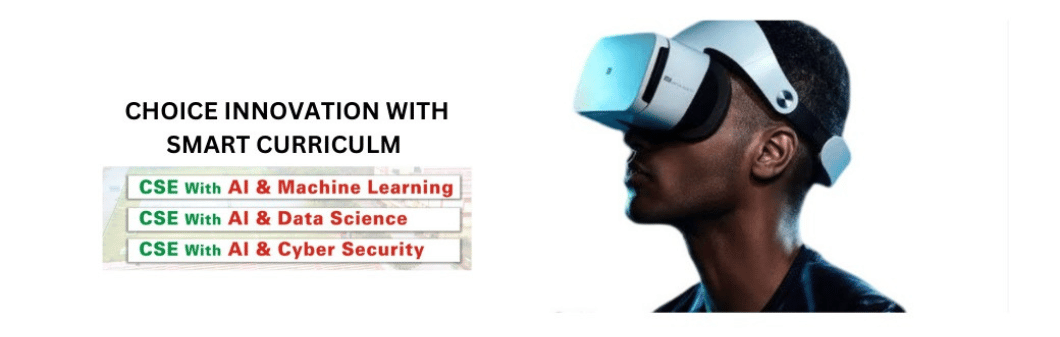 CHOICE INNOVATION WITH
SMART CURRICULM
CSE With AI & Machine Learning
CSE With AI & Data Science
CSE With AI & Cyber Security